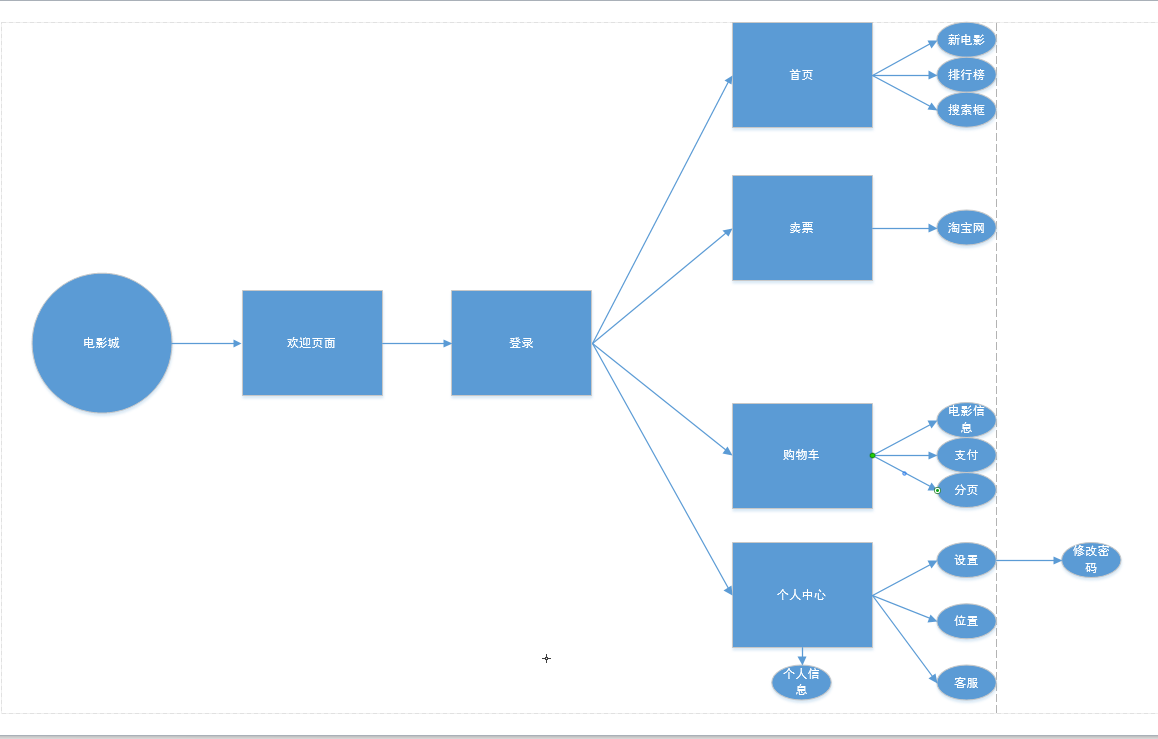 首页
新电影
排行榜
搜索框
卖票
淘宝网
电影城
欢迎页面
登录
购物车
电影信
息
支付
分页
个人中心
设置
修改密
码
位置
客服
个人信
息